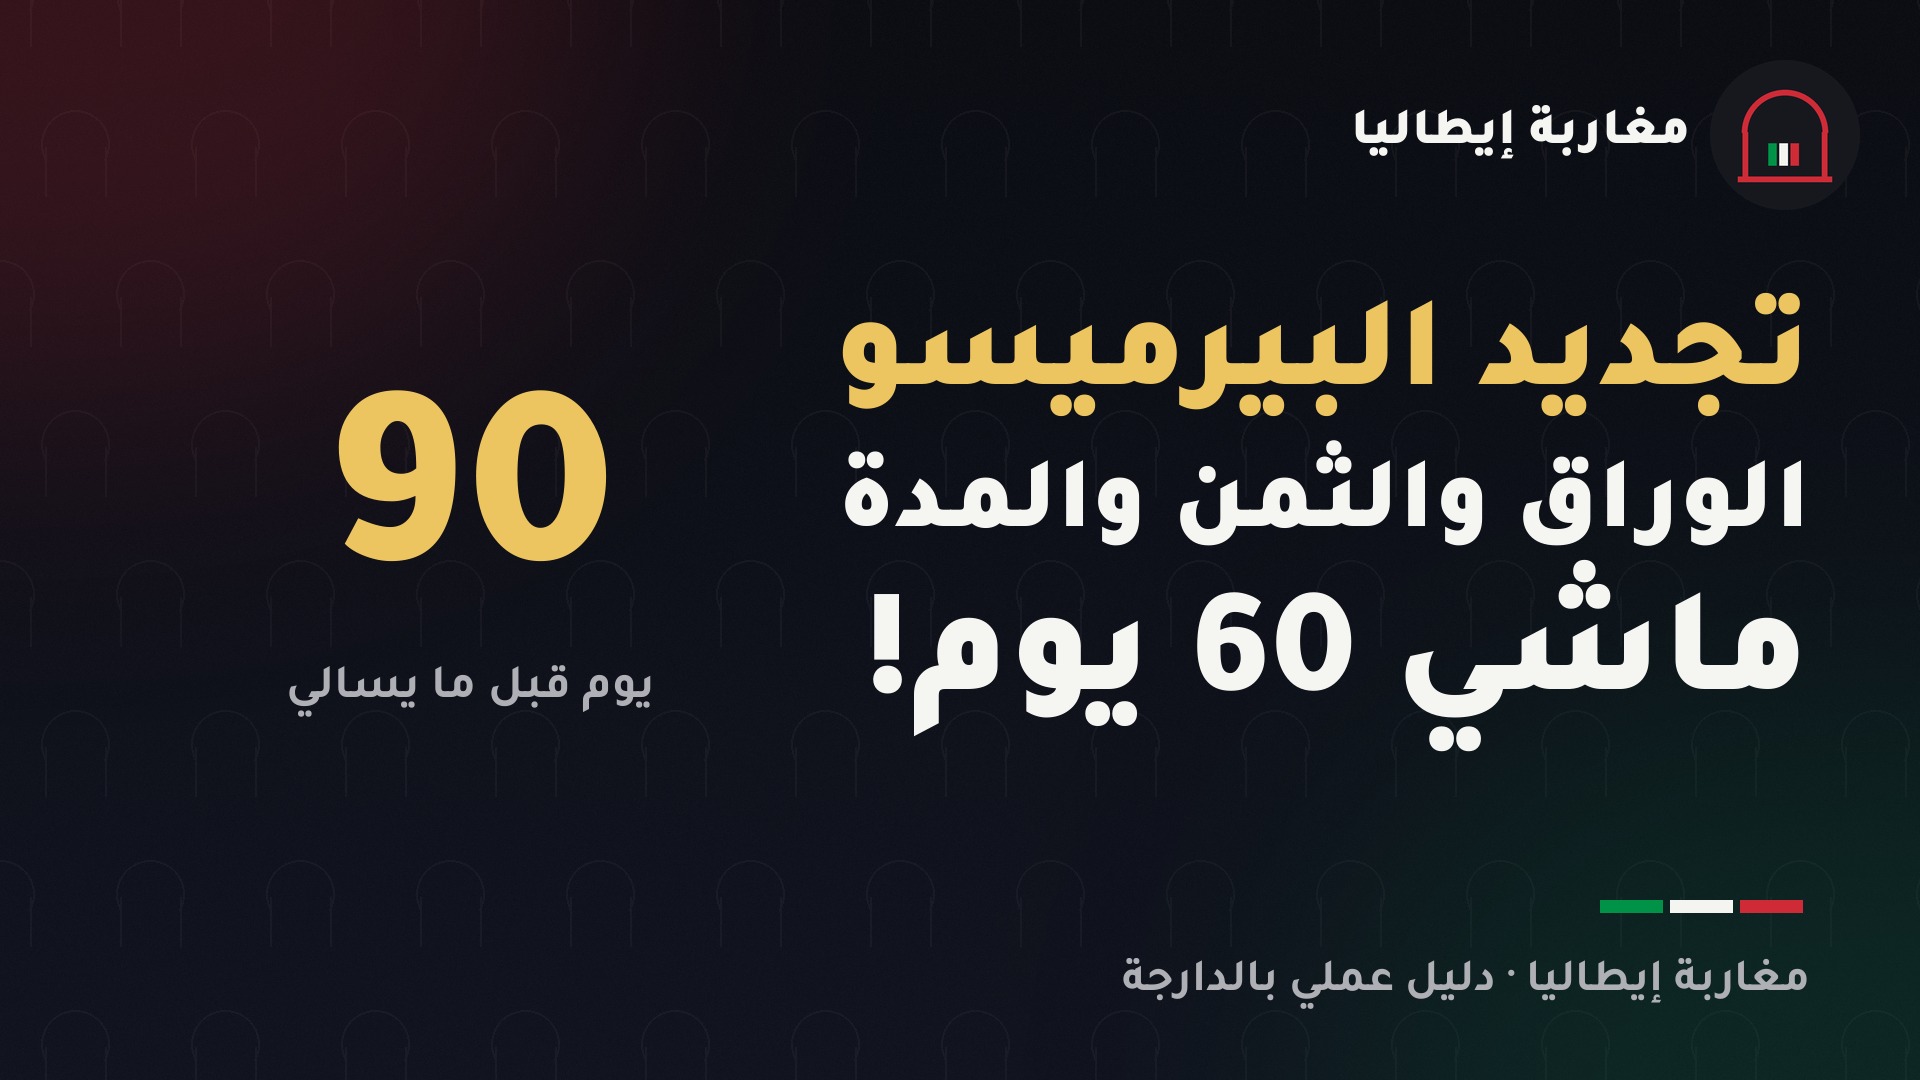 مغاربة إيطاليا
تجديد البيرميسو
الوراق والثمن والمدة
ماشي 60 يوم!
90
يوم قبل ما يسالي
مغاربة إيطاليا · دليل عملي بالدارجة